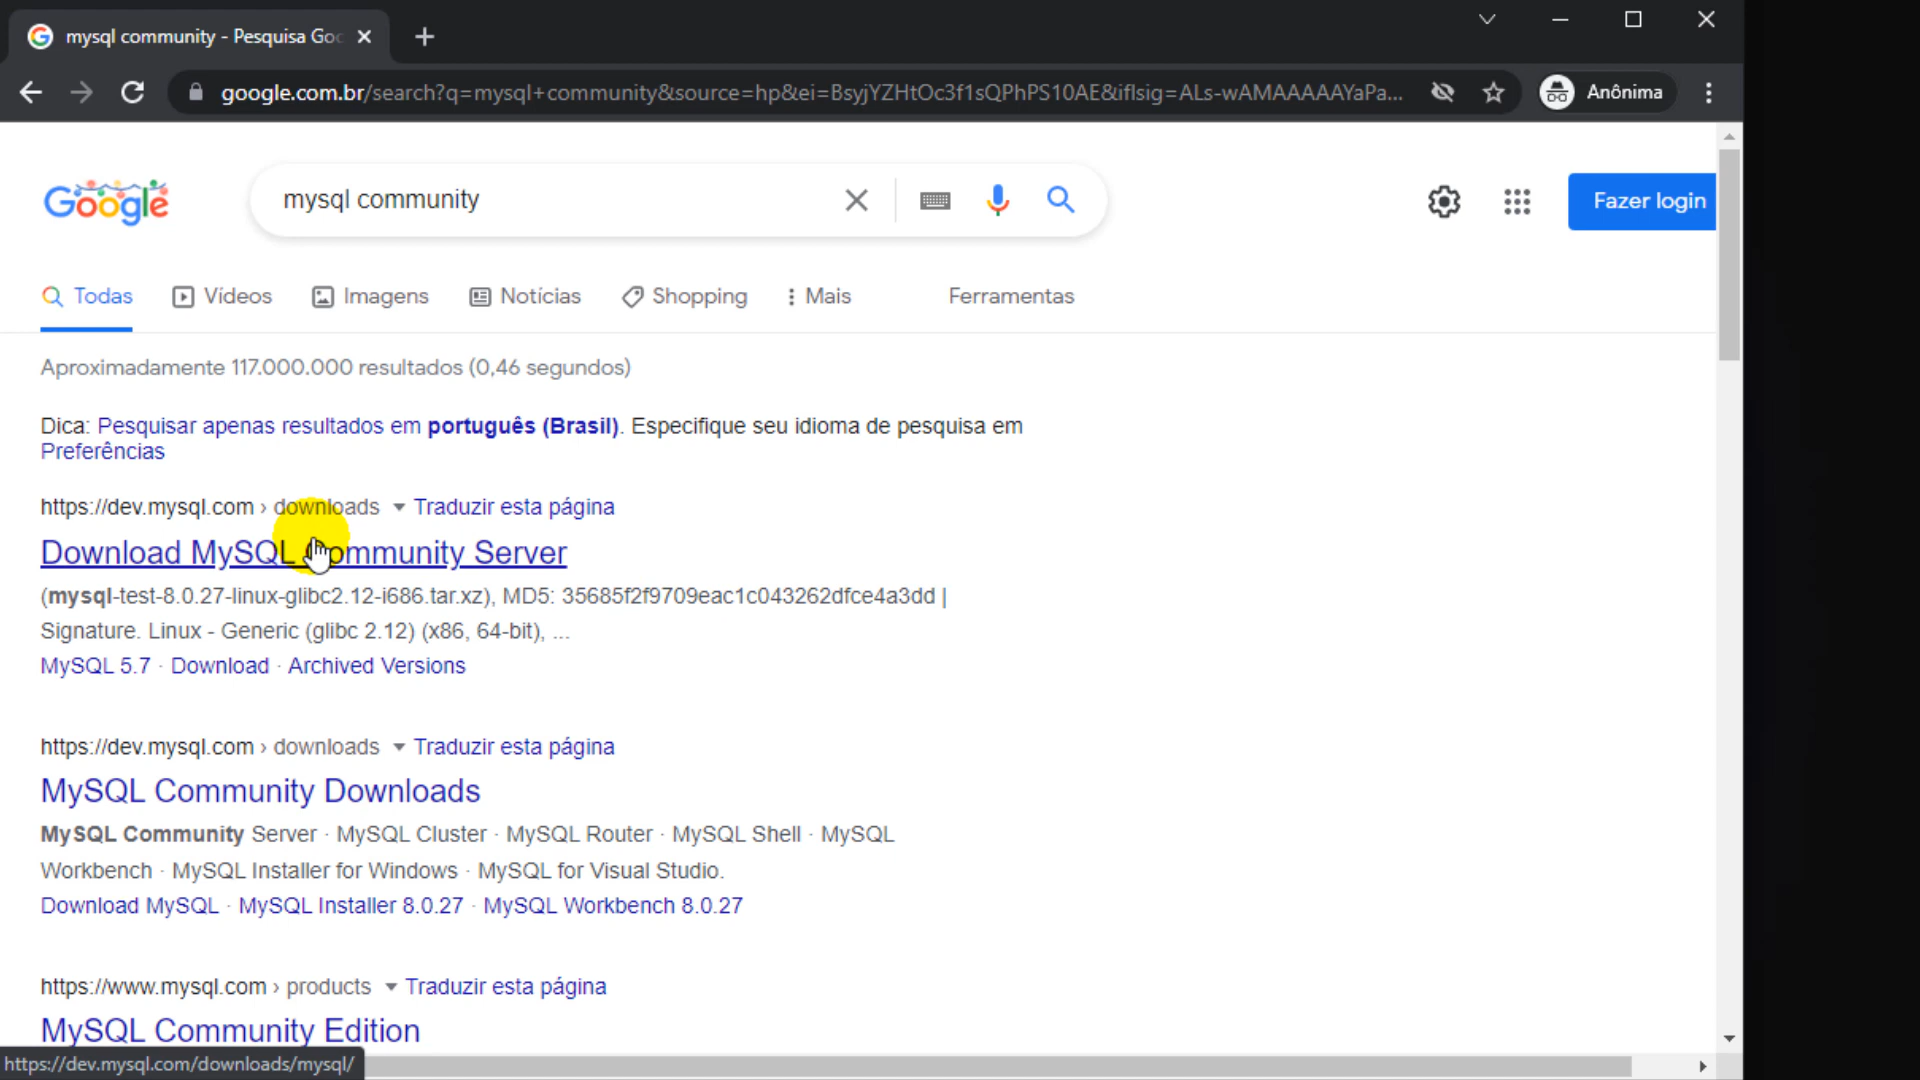 mysql community - Pesquisa Goo
google.com.br/search?q=mysql+community&source=hp&ei=BsyjYZHtOc3f1sQPhPS10AE&iflsig=ALs-wAMAAAAAYaPa...
Anônima
Google
mysql community
Fazer login
Todas
Vídeos
Imagens
Notícias
Shopping
Mais
Ferramentas
Aproximadamente 117.000.000 resultados (0,46 segundos)
Dica: Pesquisar apenas resultados em português (Brasil). Especifique seu idioma de pesquisa em
Preferências
https://dev.mysql.com › downloads Traduzir esta página
Download MySQL Community Server
(mysql-test-8.0.27-linux-glibc2.12-i686.tar.xz), MD5: 35685f2f9709eac1c043262dfce4a3dd |
Signature. Linux - Generic (glibc 2.12) (x86, 64-bit), ...
MySQL 5.7 · Download · Archived Versions
https://dev.mysql.com › downloads Traduzir esta página
MySQL Community Downloads
MySQL Community Server · MySQL Cluster · MySQL Router · MySQL Shell · MySQL
Workbench · MySQL Installer for Windows · MySQL for Visual Studio.
Download MySQL · MySQL Installer 8.0.27 · MySQL Workbench 8.0.27
https://www.mysql.com › products Traduzir esta página
MySQL Community Edition
https://dev.mysql.com/downloads/mysql/